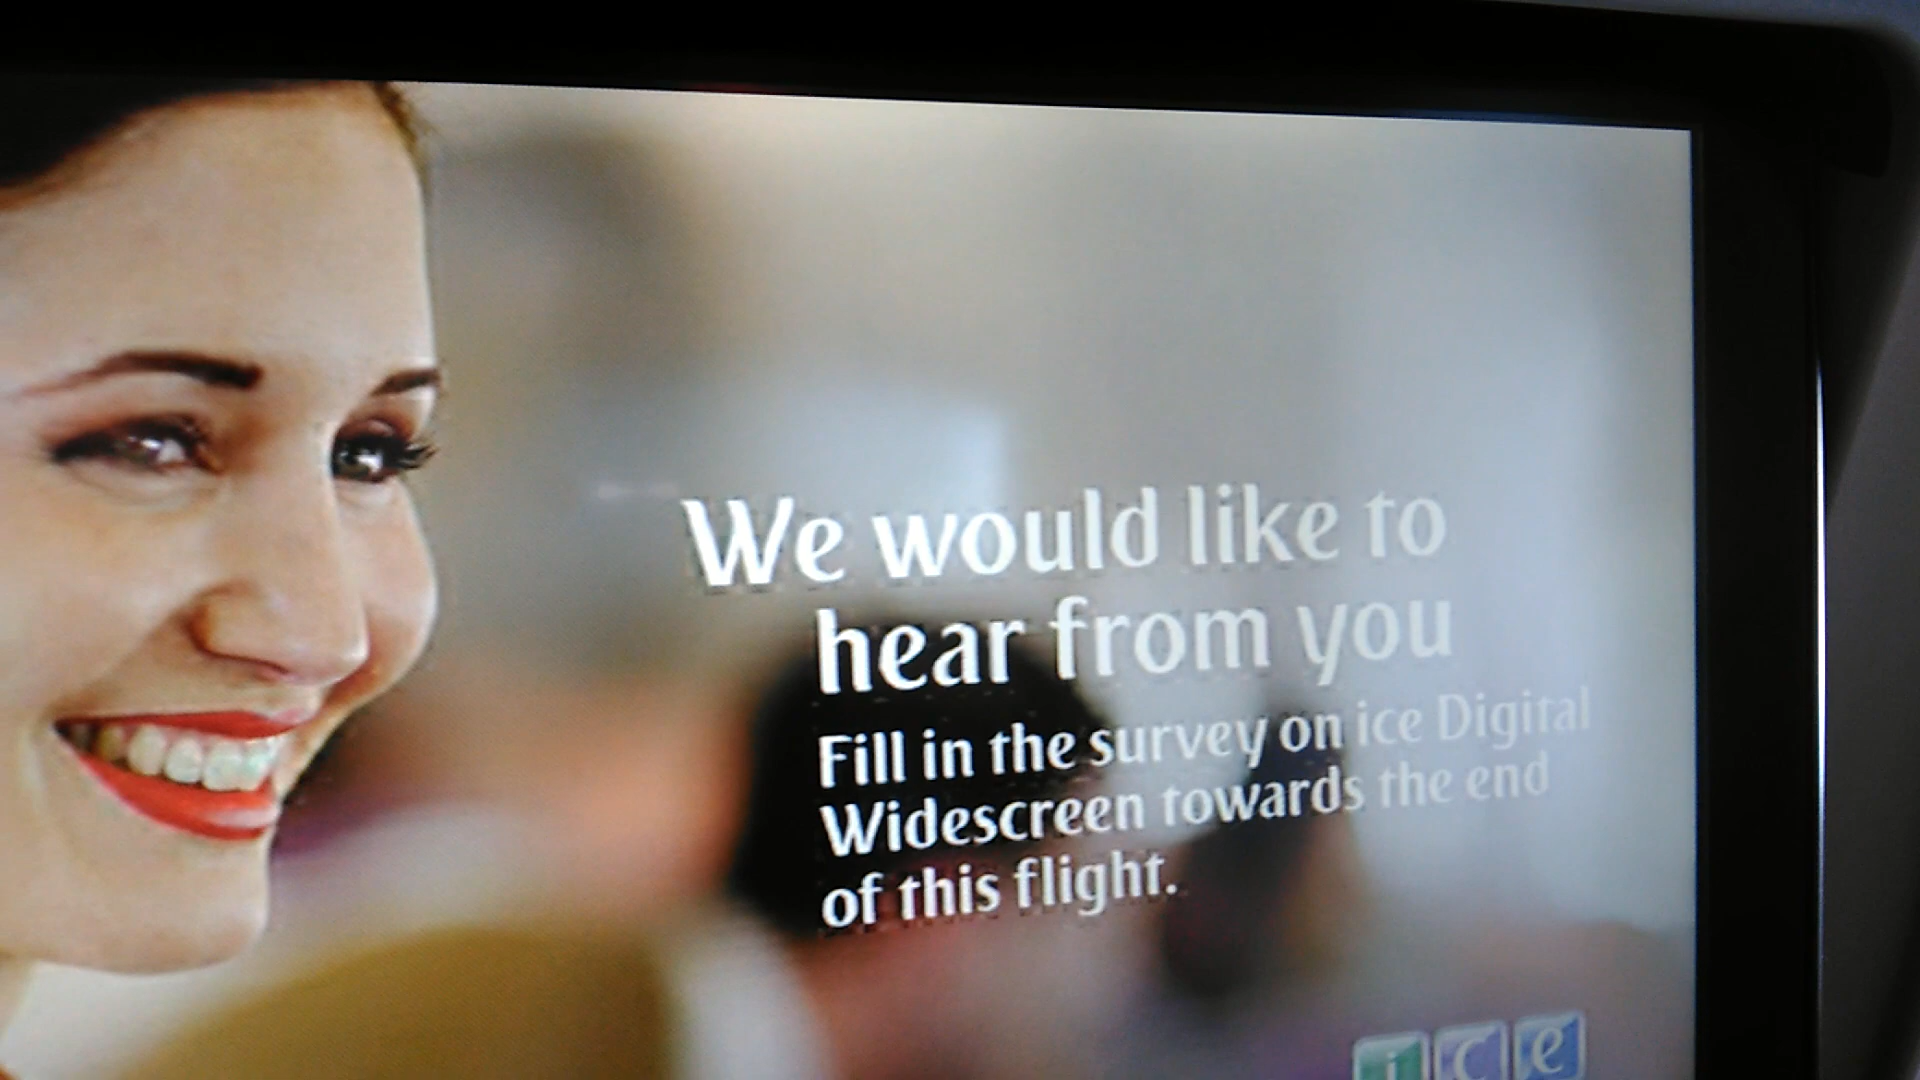 We would like to
hear from you
Fill in the survey on ice Digital
Widescreen towards the end
of this flight.
ice